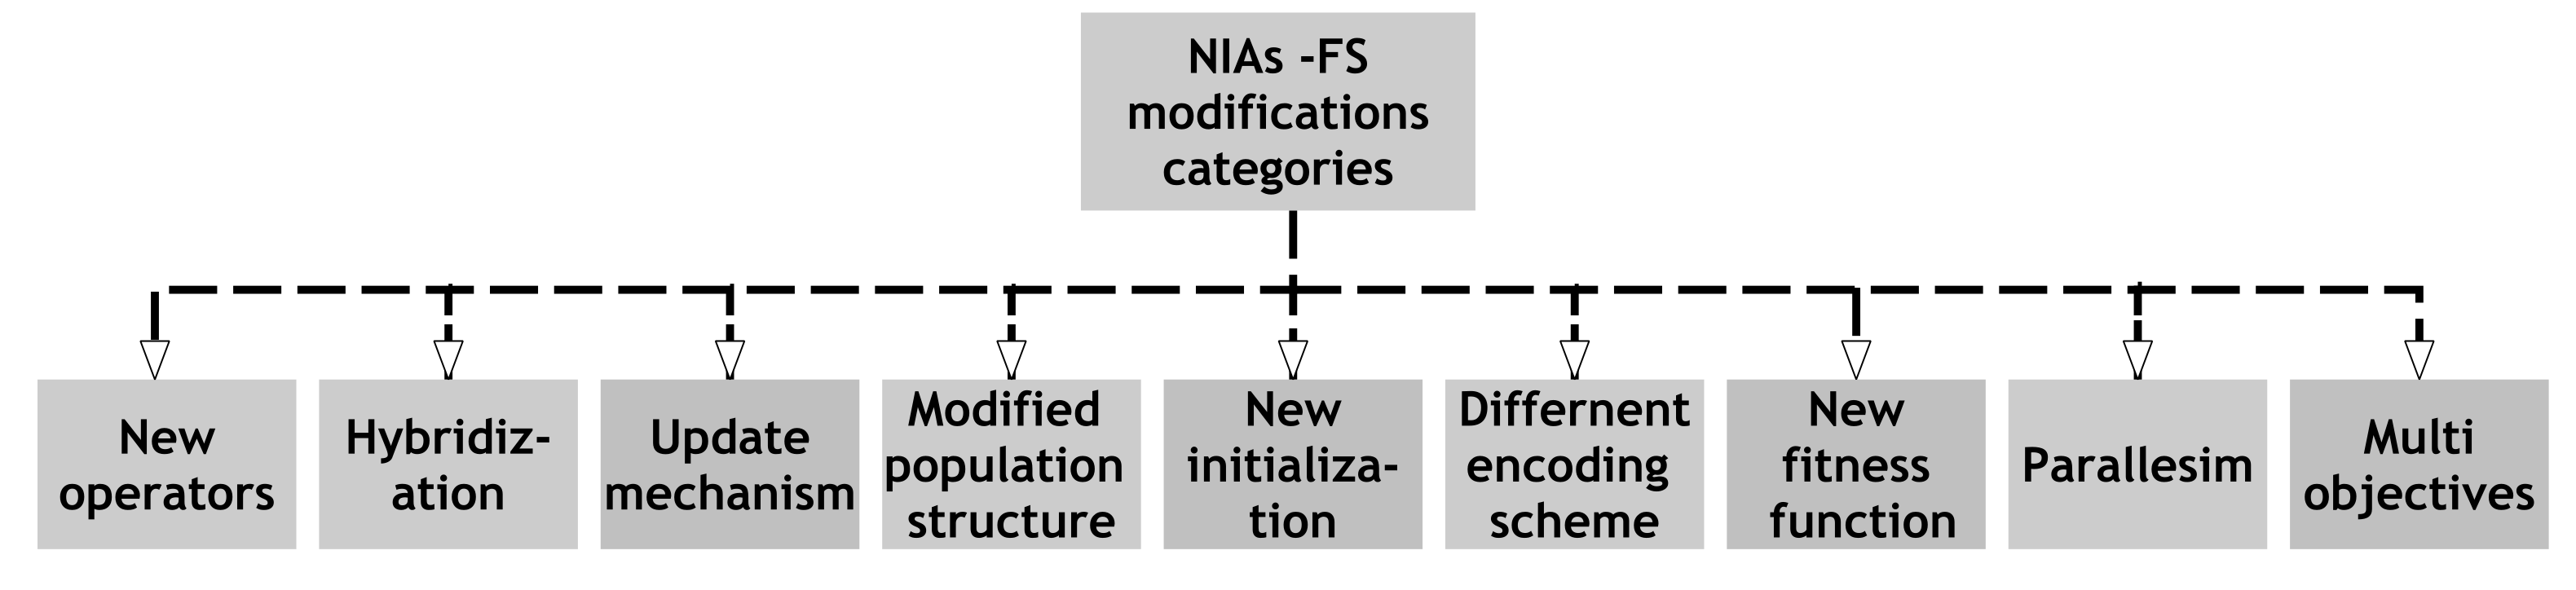 NIAs -FS
modifications
categories
New
operators
Hybridiz-
ation
Update
mechanism
Modified
population
structure
New
initializa-
tion
Differnent
encoding
scheme
New
fitness
function
Parallesim
Multi
objectives